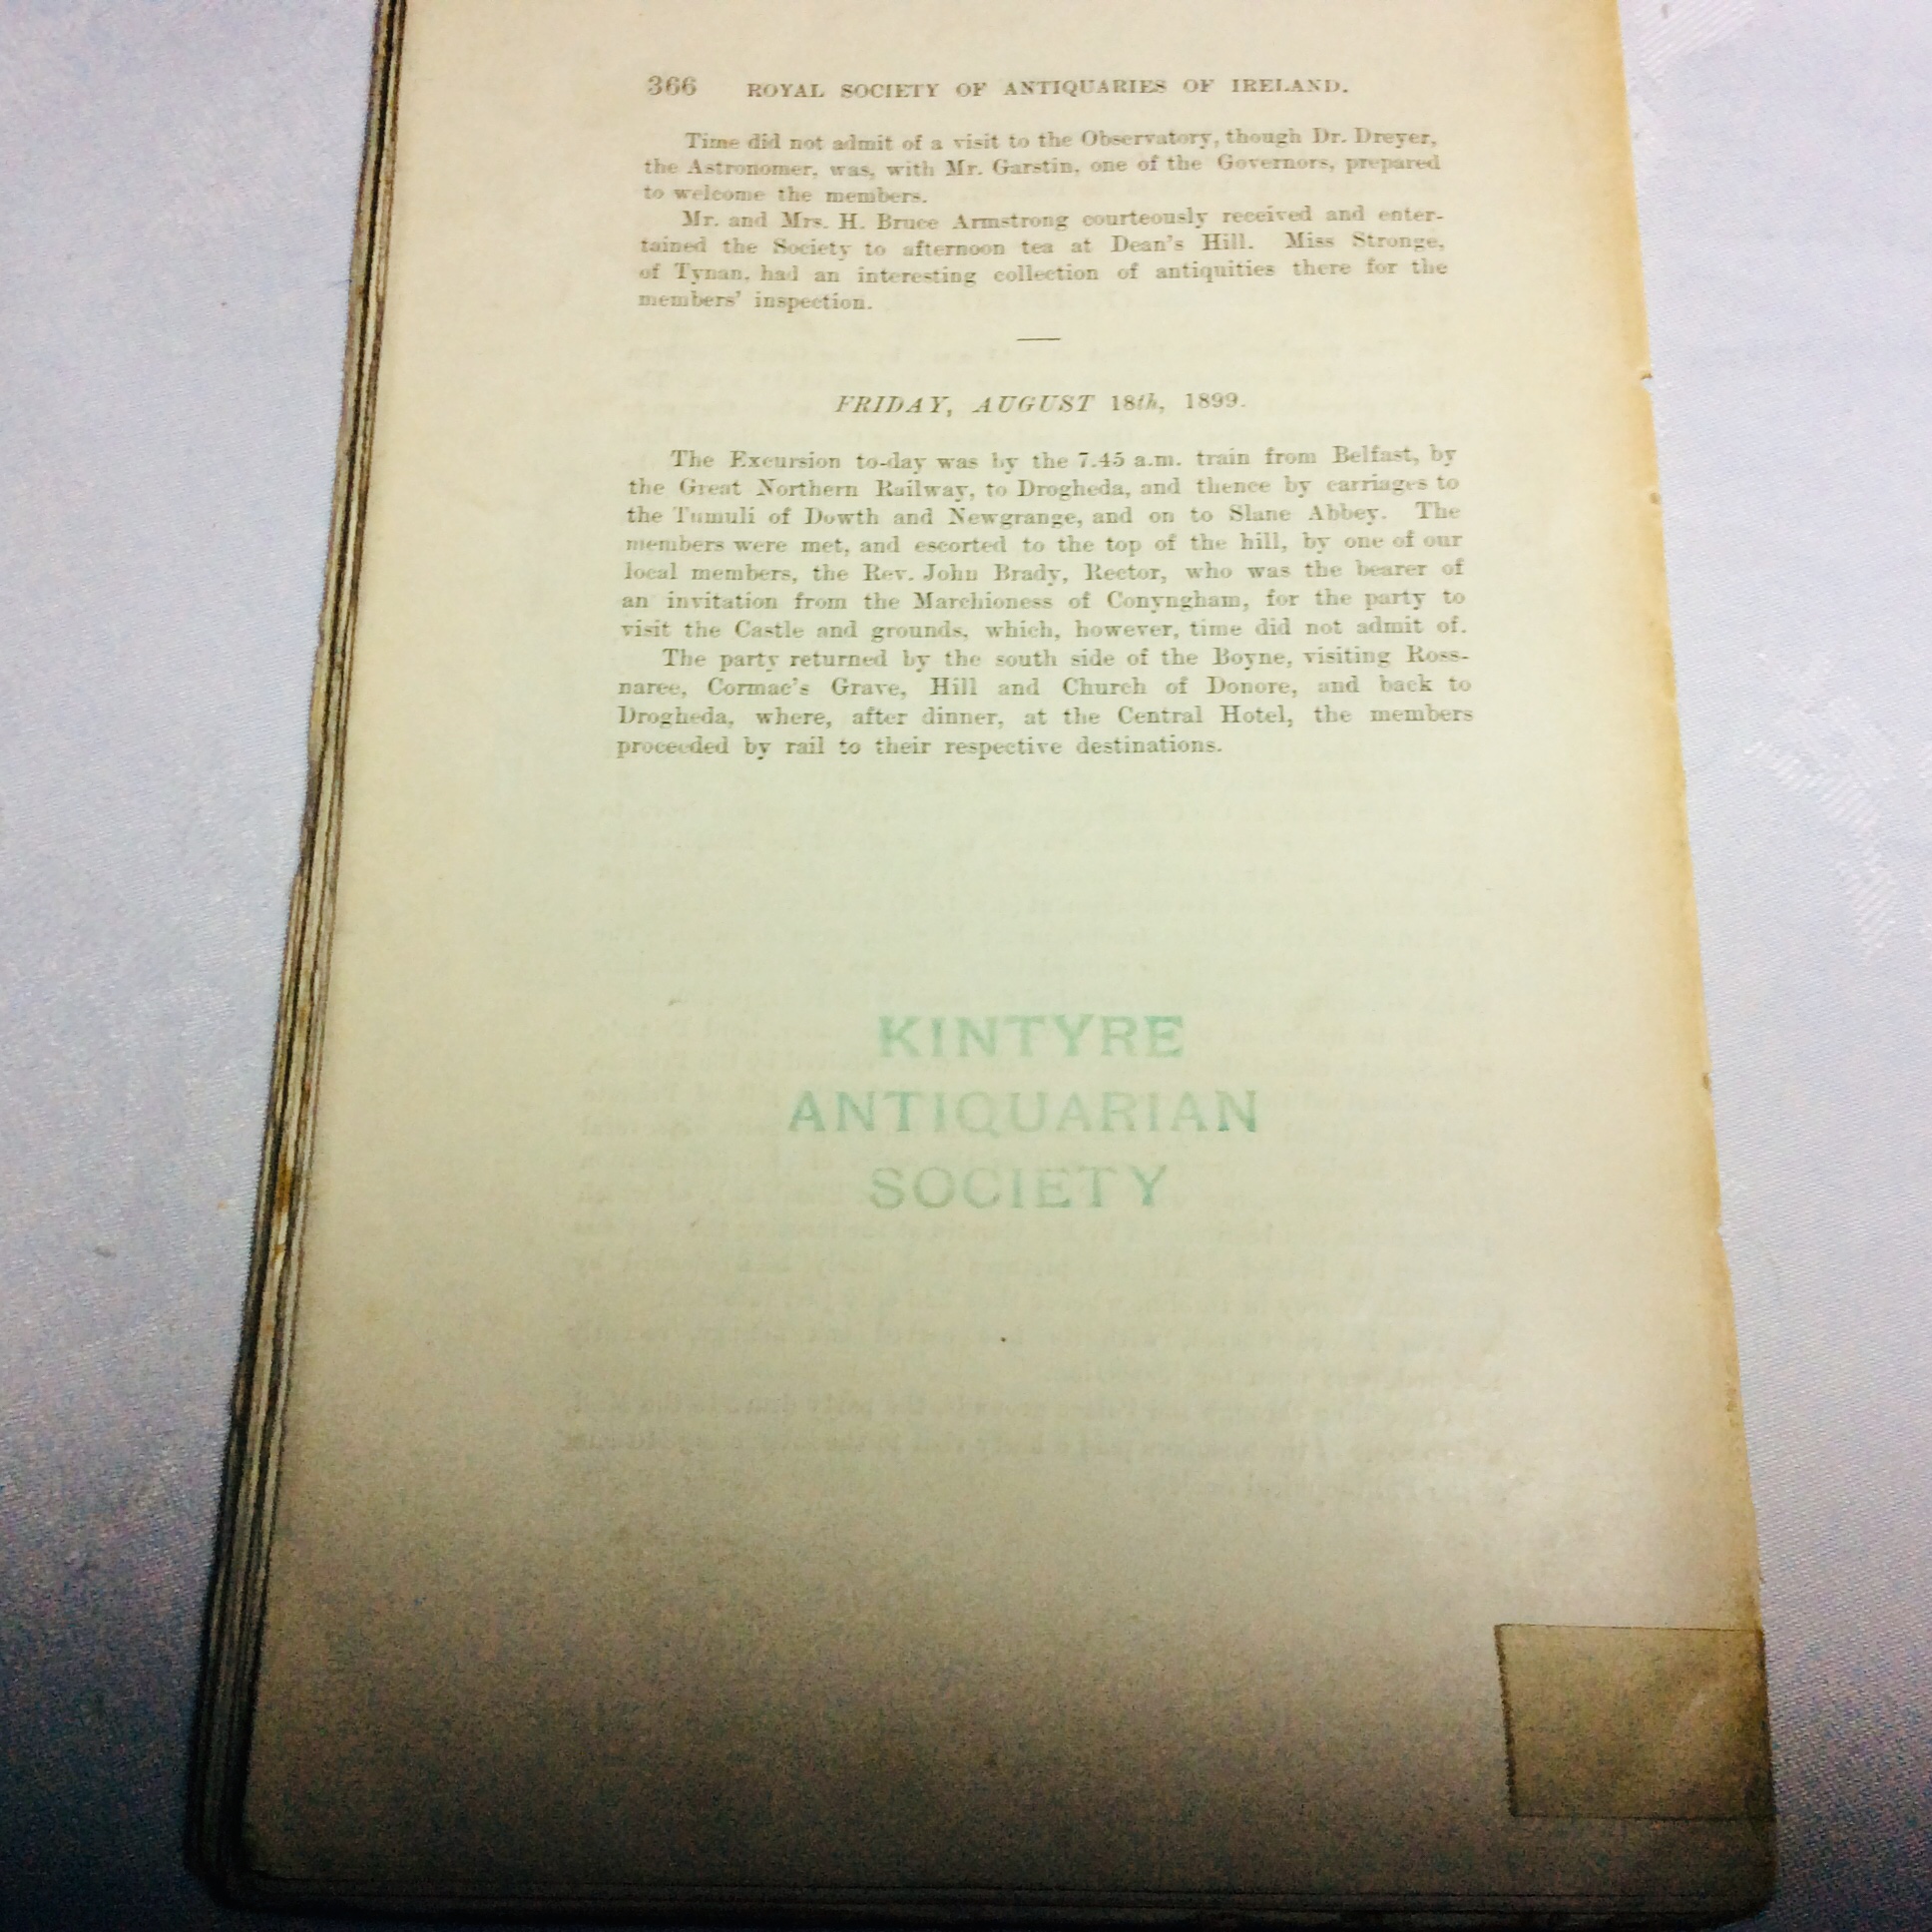 366 ROYAL SOCIETY OF ANTIQUARIES OF IRELAND.
Time did not admit of a visit to the Observatory, though Dr. Dreyer,
the Astronomer, was, with Mr. Garstin, one of the Governors, prepared
to welcome the members.
Mr. and Mrs. H. Bruce Armstrong courteously received and enter-
tained the Society to afternoon tea at Dean's Hill. Miss Stronge,
of Tynan, had an interesting collection of antiquities there for the
members' inspection.
FRIDAY, AUGUST 18th, 1899.
The Excursion to-day was by the 7.45 a.m. train from Belfast, by
the Great Northern Railway, to Drogheda, and thence by carriages to
the Tumuli of Dowth and Newgrange, and on to Slane Abbey. The
members were met, and escorted to the top of the hill, by one of our
local members, the Rev. John Brady, Rector, who was the bearer of
an invitation from the Marchioness of Conyngham, for the party to
visit the Castle and grounds, which, however, time did not admit of.
The party returned by the south side of the Boyne, visiting Ross-
naree, Cormac's Grave, Hill and Church of Donore, and back to
Drogheda, where, after dinner, at the Central Hotel, the members
proceeded by rail to their respective destinations.
KINTYRE
ANTIQUARIAN
SOCIETY